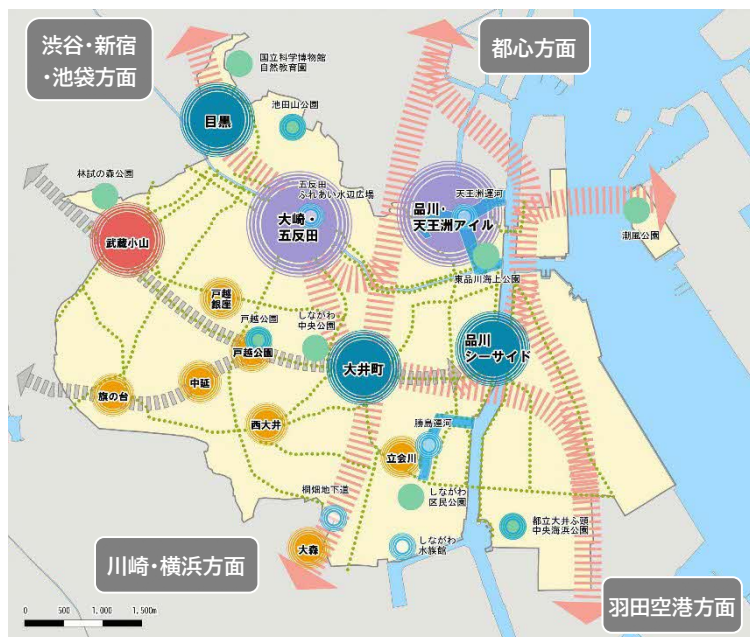 渋谷・新宿
・池袋方面
都心方面
国立科学博物館
自然教育園
池田山公園
目黒
林試の森公園
五反田
ふれあい水辺広場
大崎・
五反田
品川・
天王洲アイル
天王洲運河
潮風公園
武蔵小山
東品川海上公園
戸越
銀座
戸越公園
しながわ
中央公園
戸越公園
品川
シーサイド
大井町
中延
旗の台
西大井
勝島運河
立会川
しながわ
区民公園
桐畑地下道
都立大井ふ頭
中央海浜公園
しながわ
水族館
大森
川崎・横浜方面
羽田空港方面
0 500 1,000 1,500m